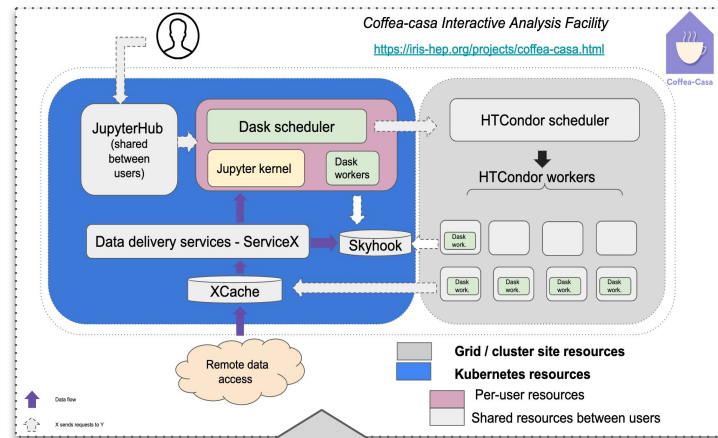 Coffea-casa Interactive Analysis Facility
https://iris-hep.org/projects/coffea-casa.html
Coffea-Casa
JupyterHub
(shared
between
users)
Dask scheduler
Jupyter kernel
Dask
workers
HTCondor scheduler
HTCondor workers
Data delivery services - ServiceX
Skyhook
Dask
work.
XCache
Dask
work.
Dask
work.
Dask
work.
Dask
work.
Remote data
access
Grid / cluster site resources
Kubernetes resources
Per-user resources
Shared resources between users
Data flow
X sends requests to Y